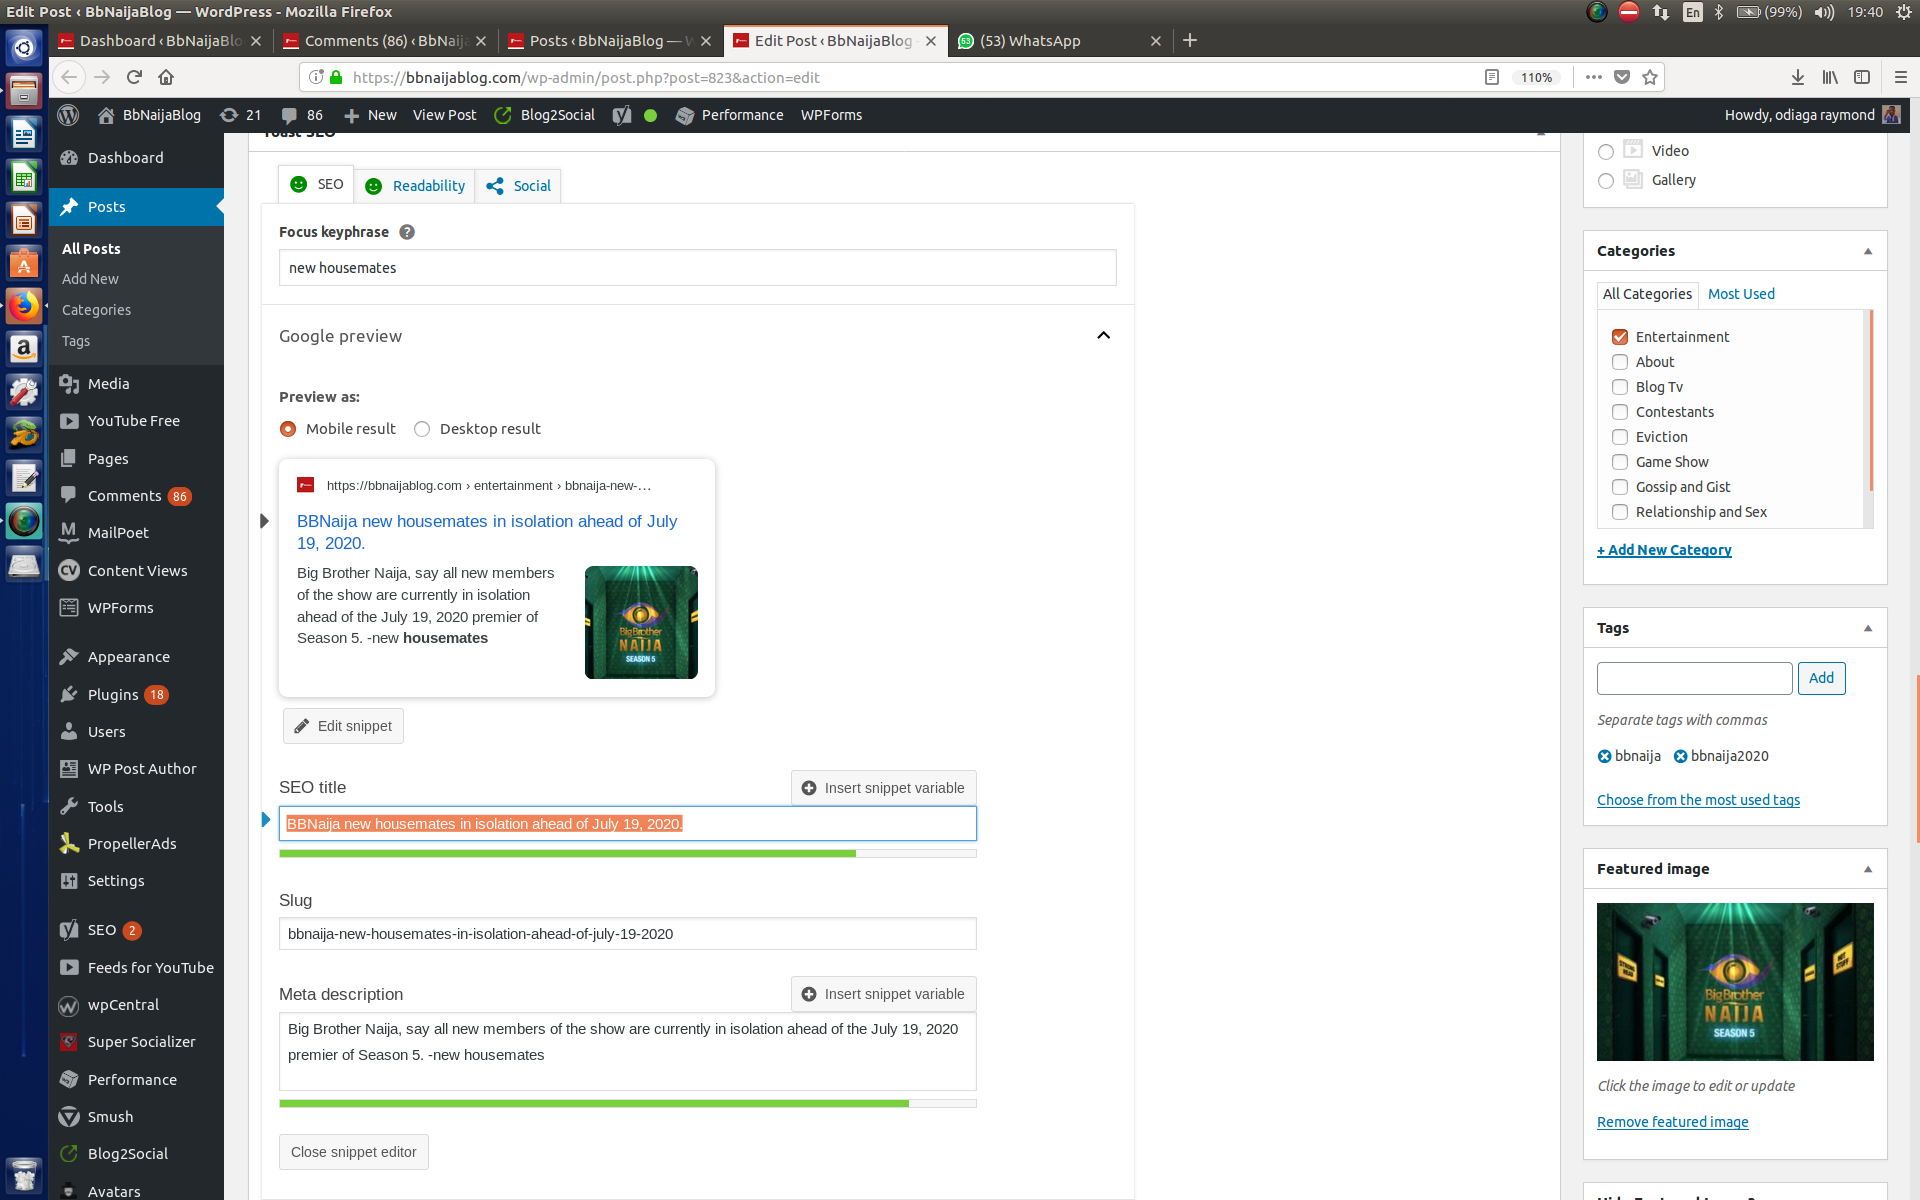 Edit Post ‹ BbNaijaBlog — WordPress - Mozilla Firefox
En
(99%)
19:40
Dashboard ‹ BbNaijaBlo
Comments (86) ‹ BbNaija
Posts ‹ BbNaijaBlog —
Edit Post ‹ BbNaijaBlog
(53) WhatsApp
https://bbnaijablog.com/wp-admin/post.php?post=823&action=edit
110%
BbNaijaBlog
21
86
New
View Post
Blog2Social
Performance
WPForms
Howdy, odiaga raymond
Dashboard
Posts
All Posts
Add New
Categories
Tags
Media
YouTube Free
Pages
Comments 86
MailPoet
Content Views
WPForms
Appearance
Plugins 18
Users
WP Post Author
Tools
PropellerAds
Settings
SEO 2
Feeds for YouTube
wpCentral
Super Socializer
Performance
Smush
Blog2Social
Avatars
SEO
Readability
Social
Focus keyphrase ?
new housemates
Google preview
Preview as:
Mobile result
Desktop result
https://bbnaijablog.com › entertainment › bbnaija-new-…
BBNaija new housemates in isolation ahead of July
19, 2020.
Big Brother Naija, say all new members
of the show are currently in isolation
ahead of the July 19, 2020 premier of
Season 5. -new housemates
Big Brother
NAIJA
SEASON 5
Edit snippet
SEO title
Insert snippet variable
BBNaija new housemates in isolation ahead of July 19, 2020.
Slug
bbnaija-new-housemates-in-isolation-ahead-of-july-19-2020
Meta description
Insert snippet variable
Big Brother Naija, say all new members of the show are currently in isolation ahead of the July 19, 2020
premier of Season 5. -new housemates
Close snippet editor
Video
Gallery
Categories
All Categories
Most Used
Entertainment
About
Blog Tv
Contestants
Eviction
Game Show
Gossip and Gist
Relationship and Sex
+ Add New Category
Tags
Add
Separate tags with commas
bbnaija
bbnaija2020
Choose from the most used tags
Featured image
Big Brother
NAIJA
SEASON 5
Click the image to edit or update
Remove featured image